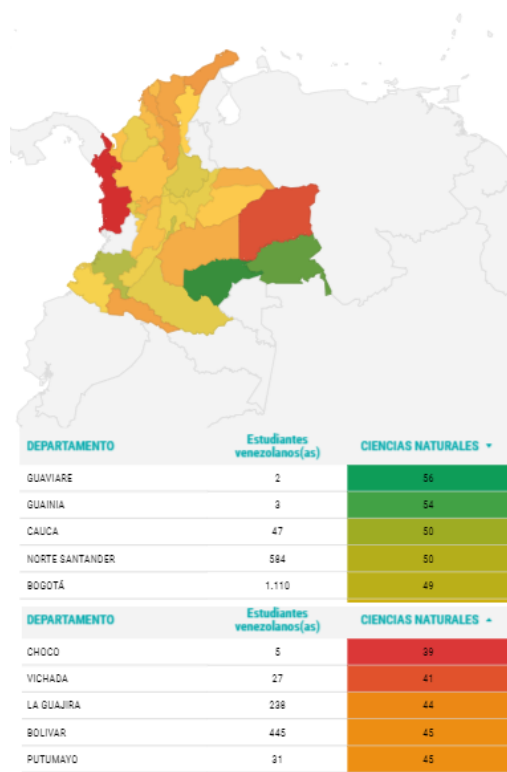 DEPARTAMENTO Estudiantes venezolanos(as) CIENCIAS NATURALES ▼
GUAVIARE 2 56
GUAINIA 3 54
CAUCA 47 50
NORTE SANTANDER 584 50
BOGOTÁ 1.110 49
DEPARTAMENTO Estudiantes venezolanos(as) CIENCIAS NATURALES ▲
CHOCO 5 39
VICHADA 27 41
LA GUAJIRA 238 44
BOLIVAR 445 45
PUTUMAYO 31 45